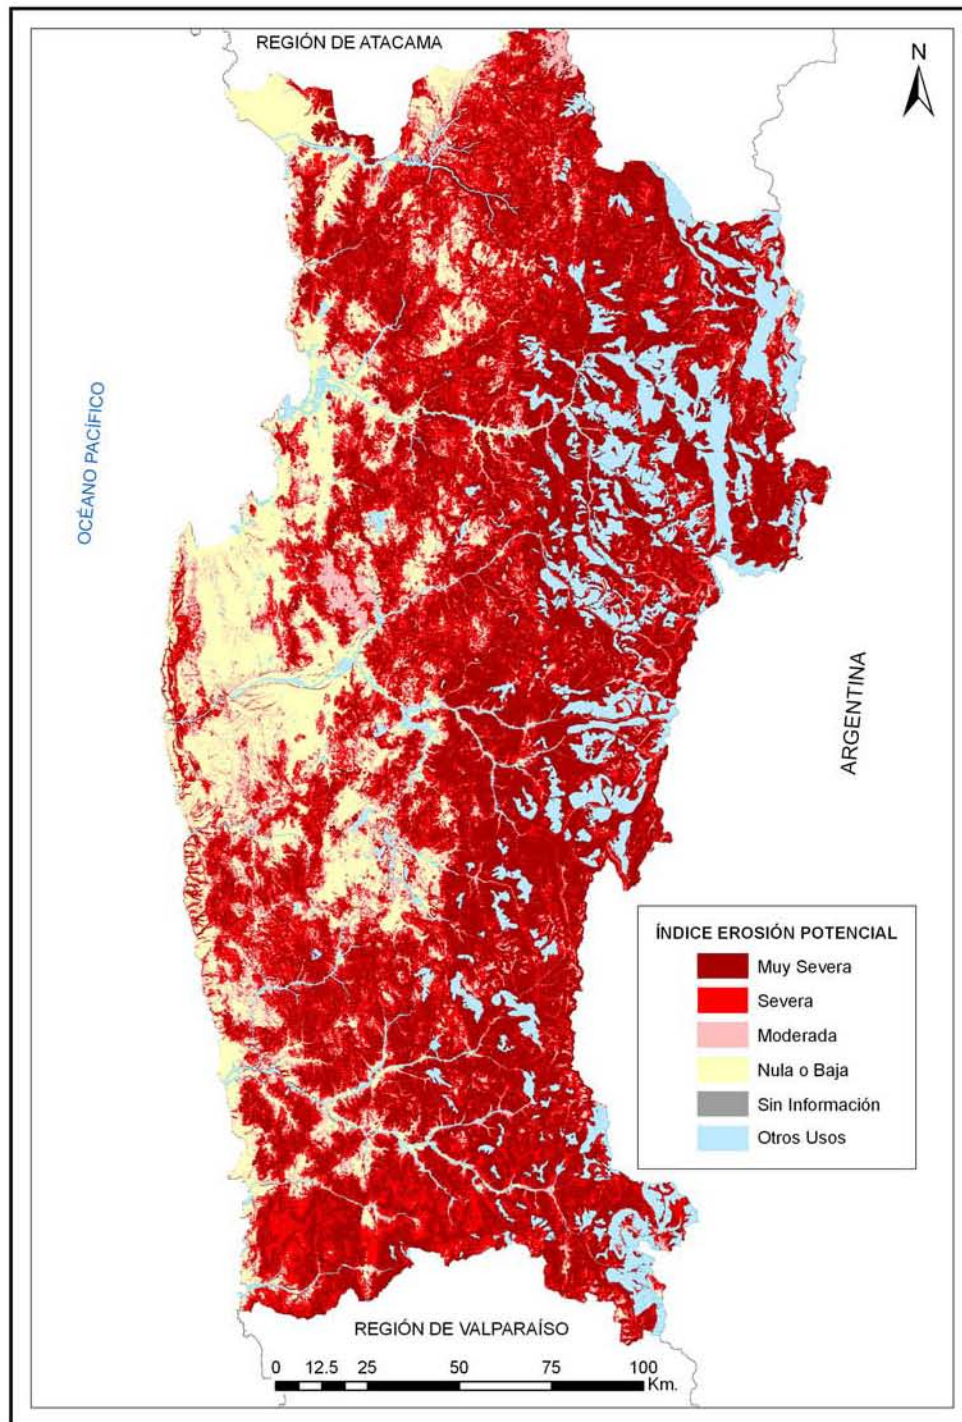 REGIÓN DE ATACAMA
N
OCÉANO PACÍFICO
ARGENTINA
ÍNDICE EROSIÓN POTENCIAL
Muy Severa
Severa
Moderada
Nula o Baja
Sin Información
Otros Usos
REGIÓN DE VALPARAÍSO
0 12.5 25 50 75 100
Km.